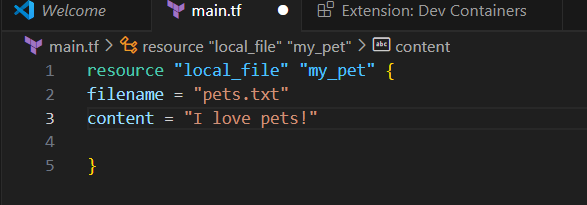 Welcome main.tf Extension: Dev Containers
main.tf > resource "local_file" "my_pet" > abc content
1 resource "local_file" "my_pet" {
2 filename = "pets.txt"
3 content = "I love pets!"
4
5 }